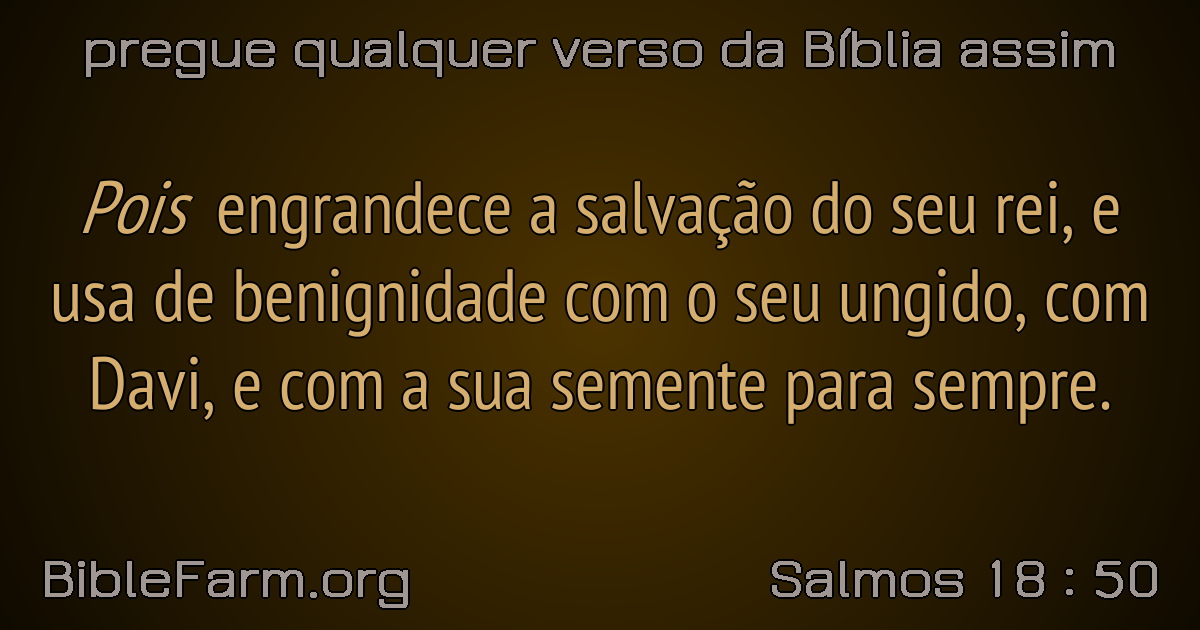 pregue qualquer verso da Bíblia assim
Pois engrandece a salvação do seu rei, e
usa de benignidade com o seu ungido, com
Davi, e com a sua semente para sempre.
BibleFarm.org
Salmos 18 : 50